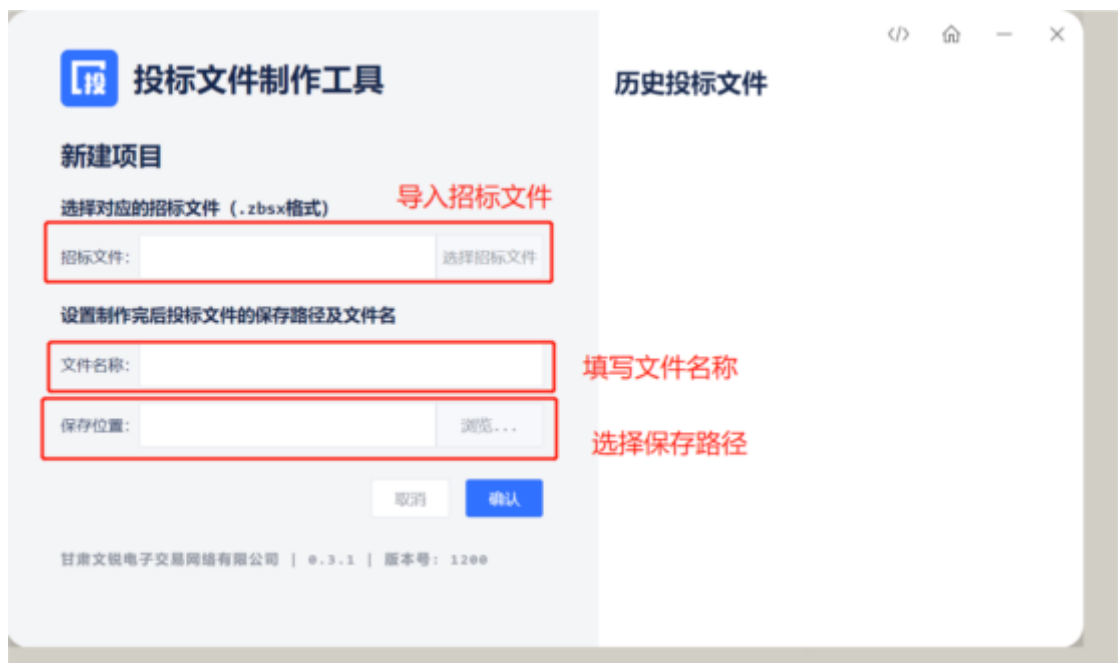 </>
投 投标文件制作工具
历史投标文件
新建项目
选择对应的招标文件（.zbsx格式）
导入招标文件
招标文件:
选择招标文件
设置制作完后投标文件的保存路径及文件名
文件名称:
填写文件名称
保存位置:
浏览...
选择保存路径
取消
确认
甘肃文锐电子交易网络有限公司 | 0.3.1 | 版本号: 1200